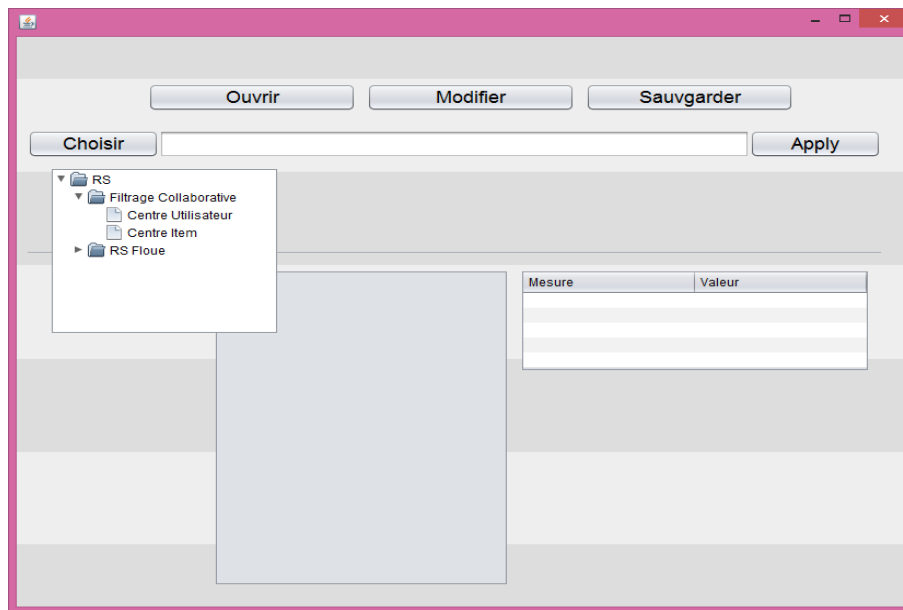 Ouvrir Modifier Sauvgarder
Choisir Apply
RS
Filtrage Collaborative
Centre Utilisateur
Centre Item
RS Floue
Mesure Valeur